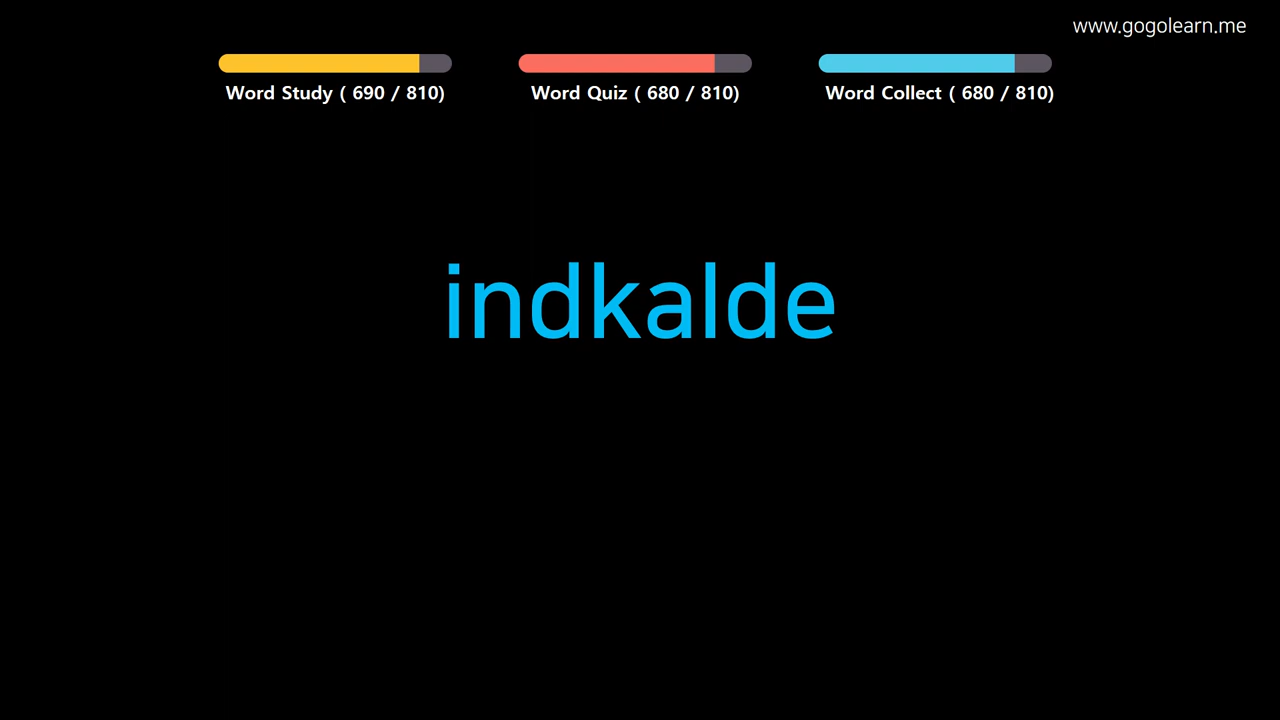 www.gogolearn.me
Word Study ( 690 / 810)
Word Quiz ( 680 / 810)
Word Collect ( 680 / 810)
indkalde